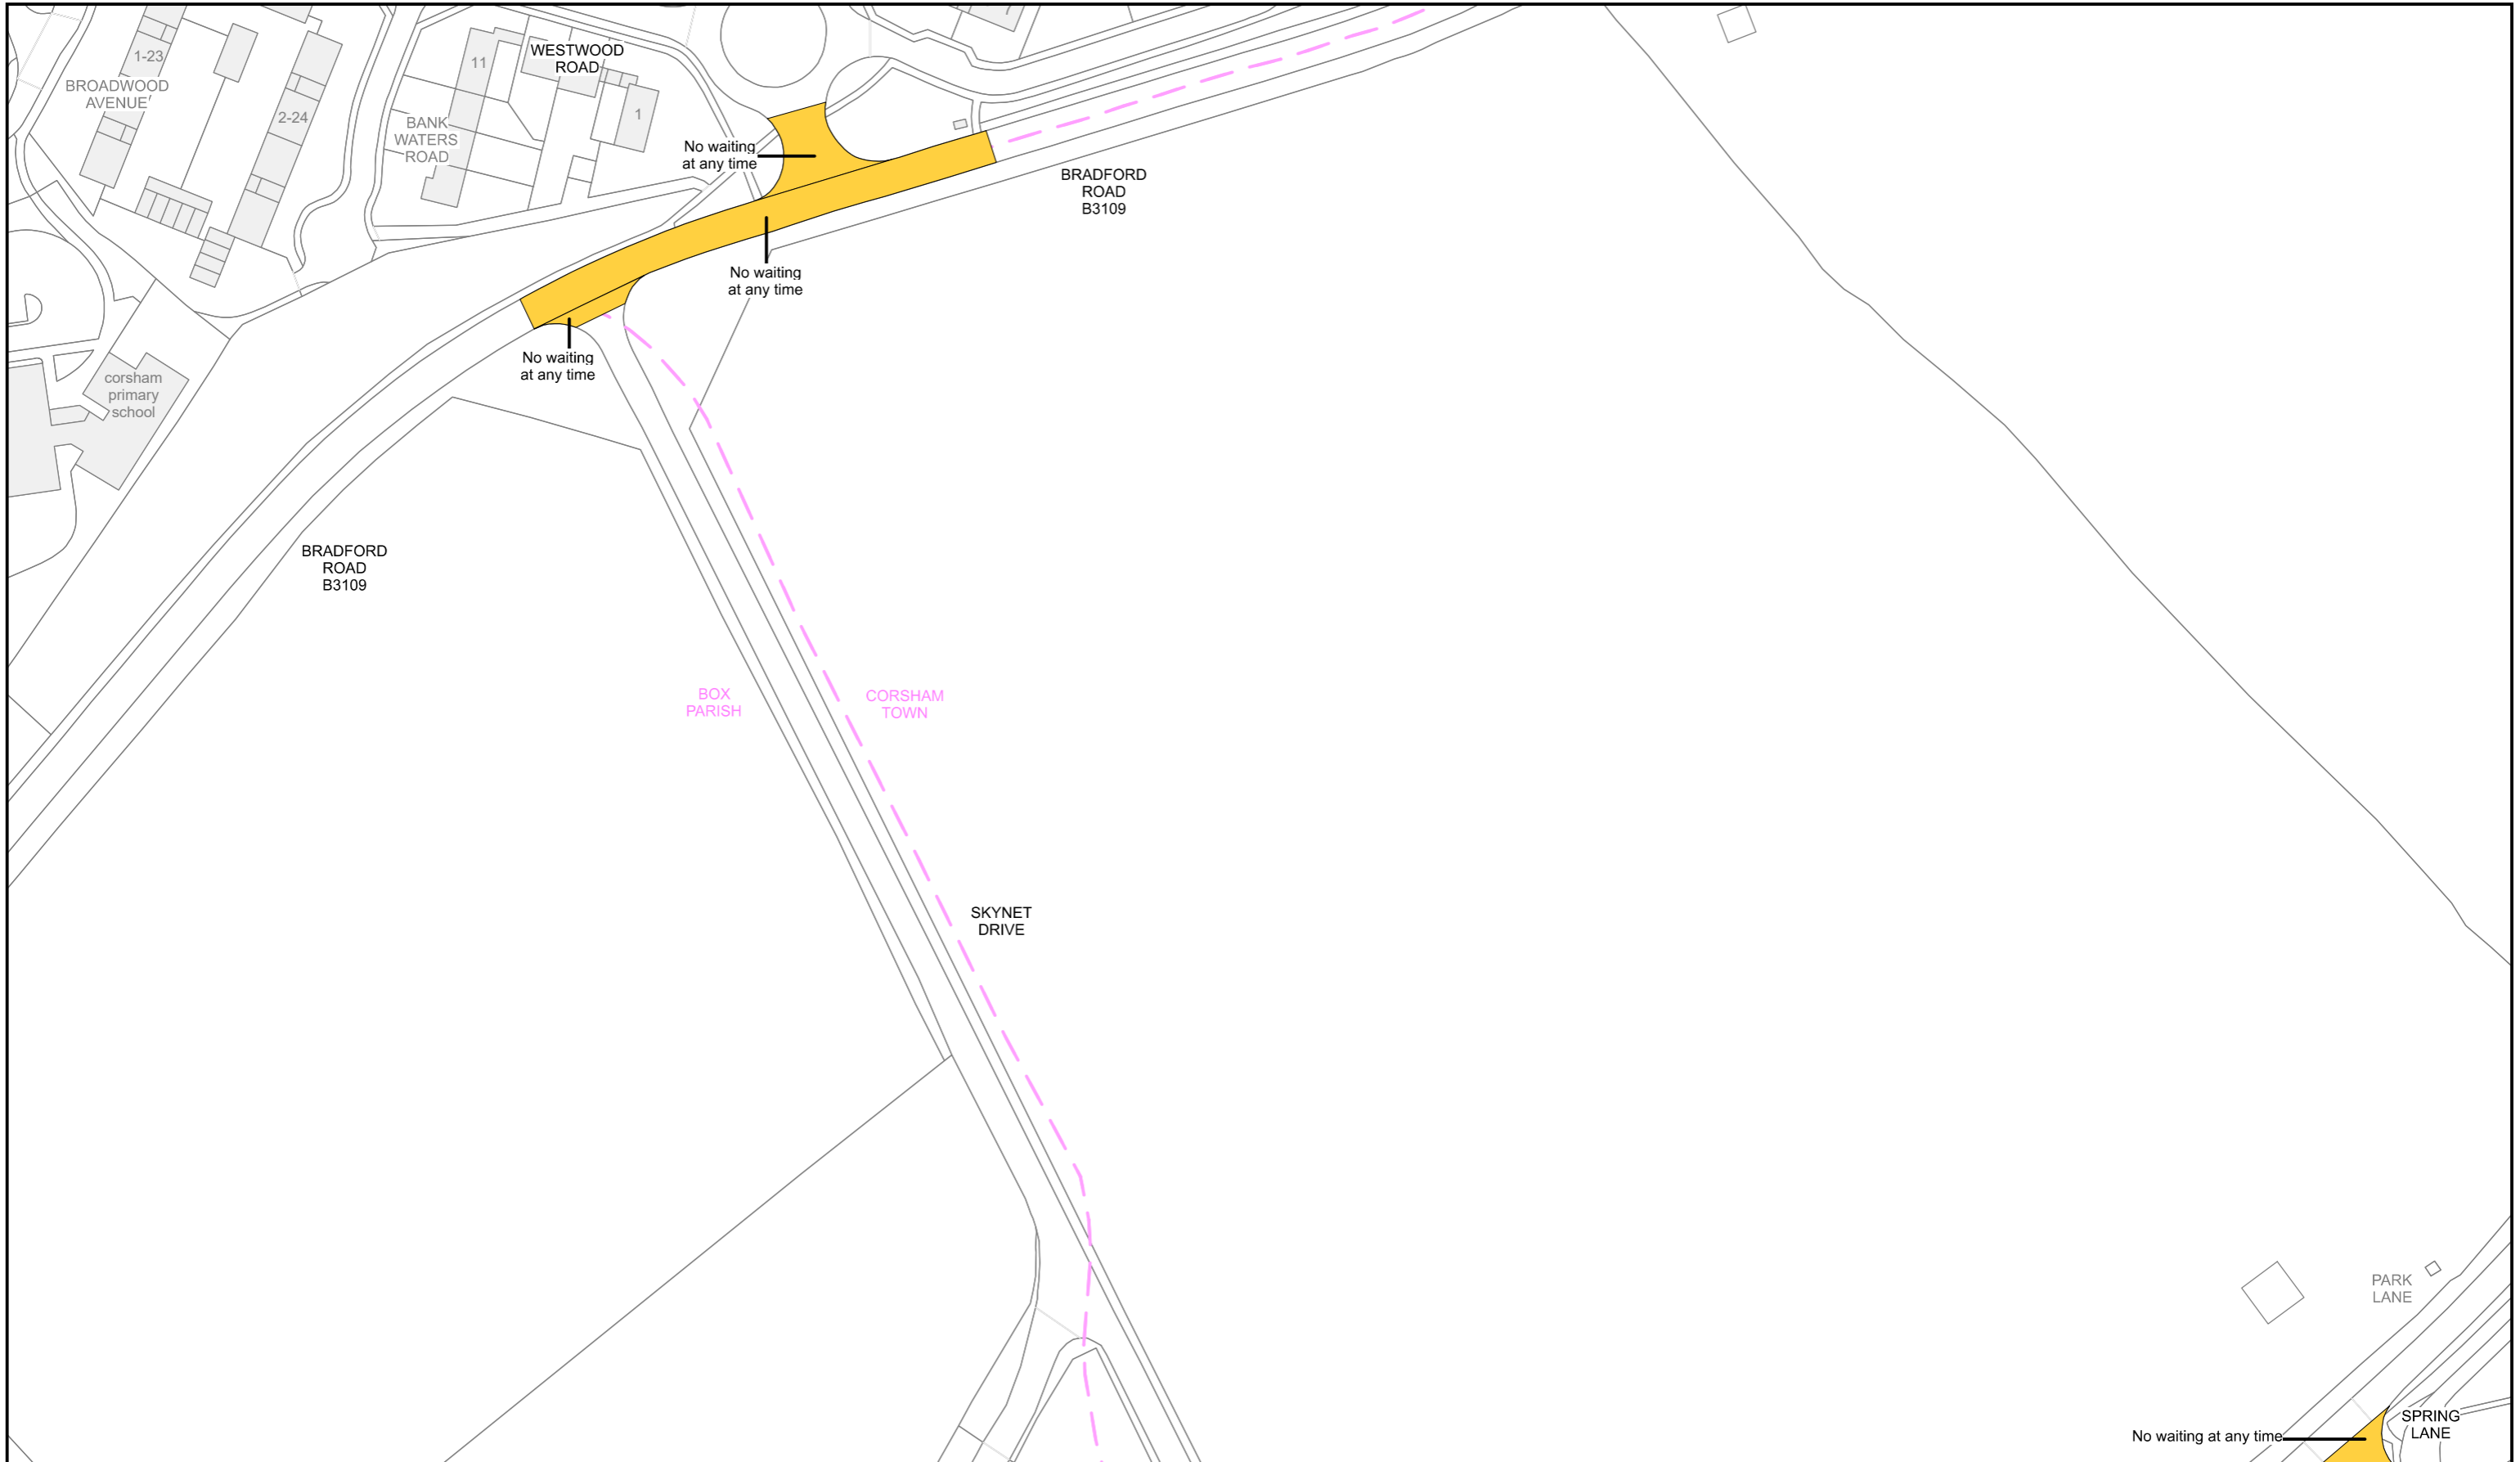 1-23
BROADWOOD
AVENUE
2-24
11
WESTWOOD
ROAD
BANK
WATERS
ROAD
1
No waiting
at any time
BRADFORD
ROAD
B3109
No waiting
at any time
No waiting
at any time
corsham
primary
school
BRADFORD
ROAD
B3109
BOX
PARISH
CORSHAM
TOWN
SKYNET
DRIVE
PARK
LANE
SPRING
LANE
No waiting at any time